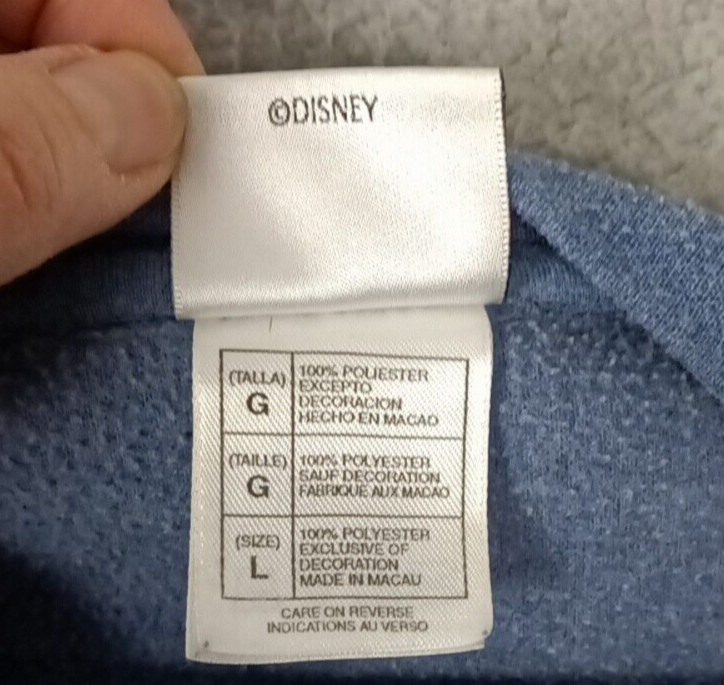 ©DISNEY
(TALLA)
G
100% POLIESTER
EXCEPTO
DECORACION
HECHO EN MACAO
(TAILLE)
G
100% POLYESTER
SAUF DECORATION
FABRIQUE AUX MACAO
(SIZE)
L
100% POLYESTER
EXCLUSIVE OF
DECORATION
MADE IN MACAU
CARE ON REVERSE
INDICATIONS AU VERSO